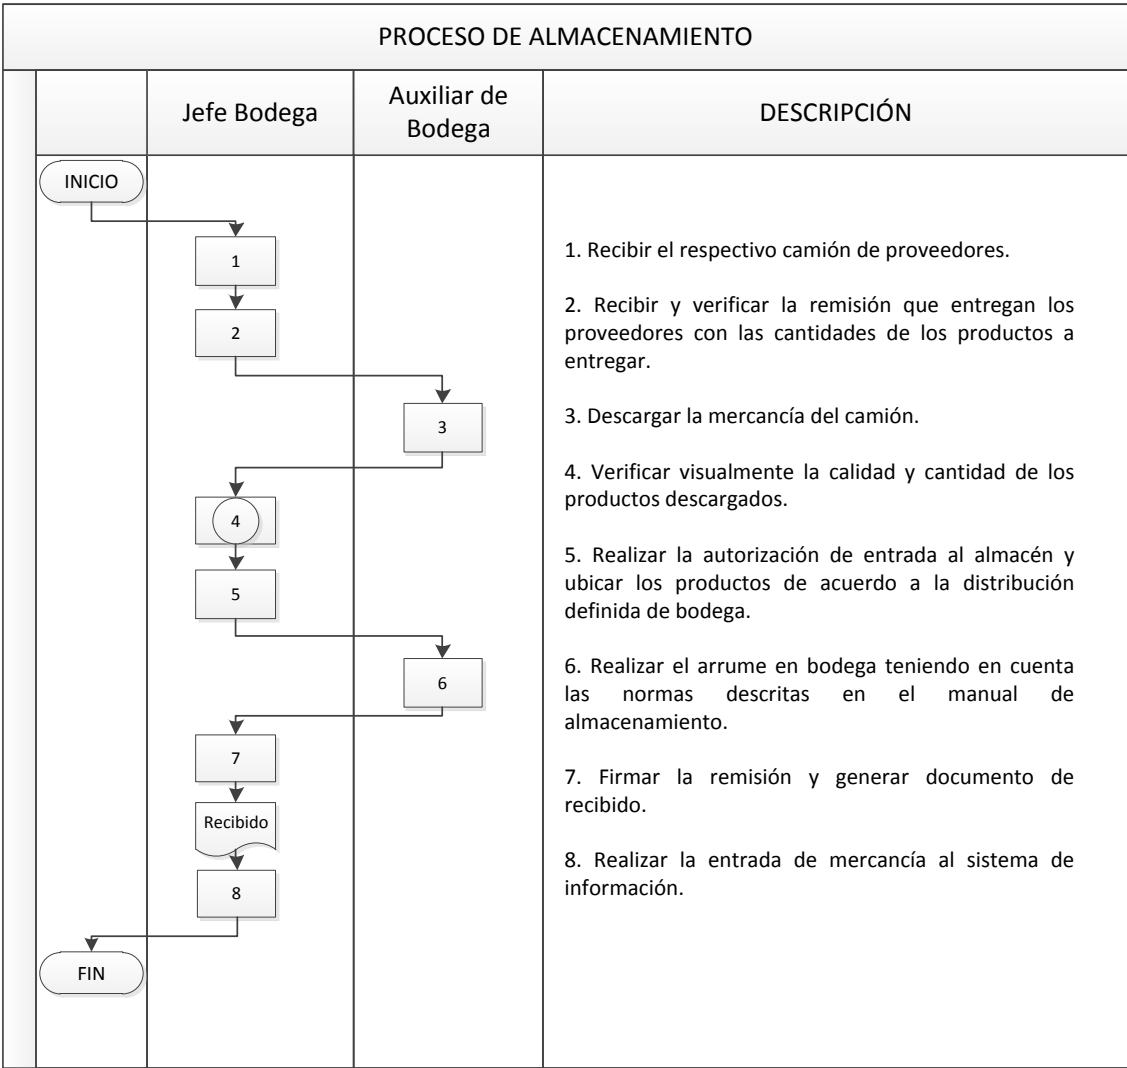 PROCESO DE ALMACENAMIENTO
Jefe Bodega
Auxiliar de
Bodega
DESCRIPCIÓN
INICIO
1
2
3
4
5
6
7
Recibido
8
FIN
1. Recibir el respectivo camión de proveedores.
2. Recibir y verificar la remisión que entregan los
proveedores con las cantidades de los productos a
entregar.
3. Descargar la mercancía del camión.
4. Verificar visualmente la calidad y cantidad de los
productos descargados.
5. Realizar la autorización de entrada al almacén y
ubicar los productos de acuerdo a la distribución
definida de bodega.
6. Realizar el arrume en bodega teniendo en cuenta
las normas descritas en el manual de
almacenamiento.
7. Firmar la remisión y generar documento de
recibido.
8. Realizar la entrada de mercancía al sistema de
información.